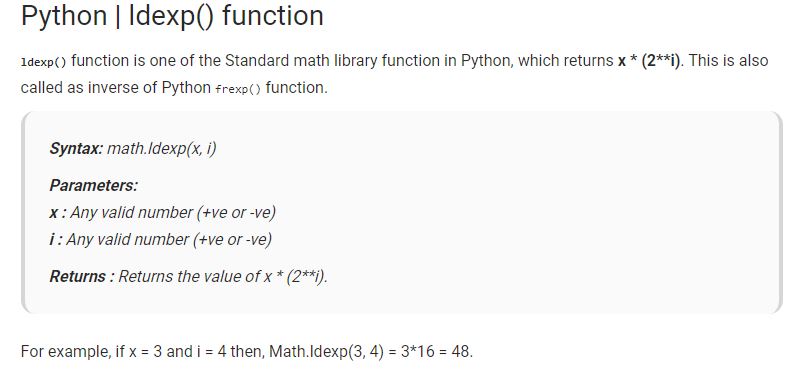 Python | ldexp() function
ldexp() function is one of the Standard math library function in Python, which returns x * (2**i). This is also
called as inverse of Python frexp() function.
Syntax: math.ldexp(x, i)
Parameters:
x : Any valid number (+ve or -ve)
i : Any valid number (+ve or -ve)
Returns : Returns the value of x * (2**i).
For example, if x = 3 and i = 4 then, Math.ldexp(3, 4) = 3*16 = 48.